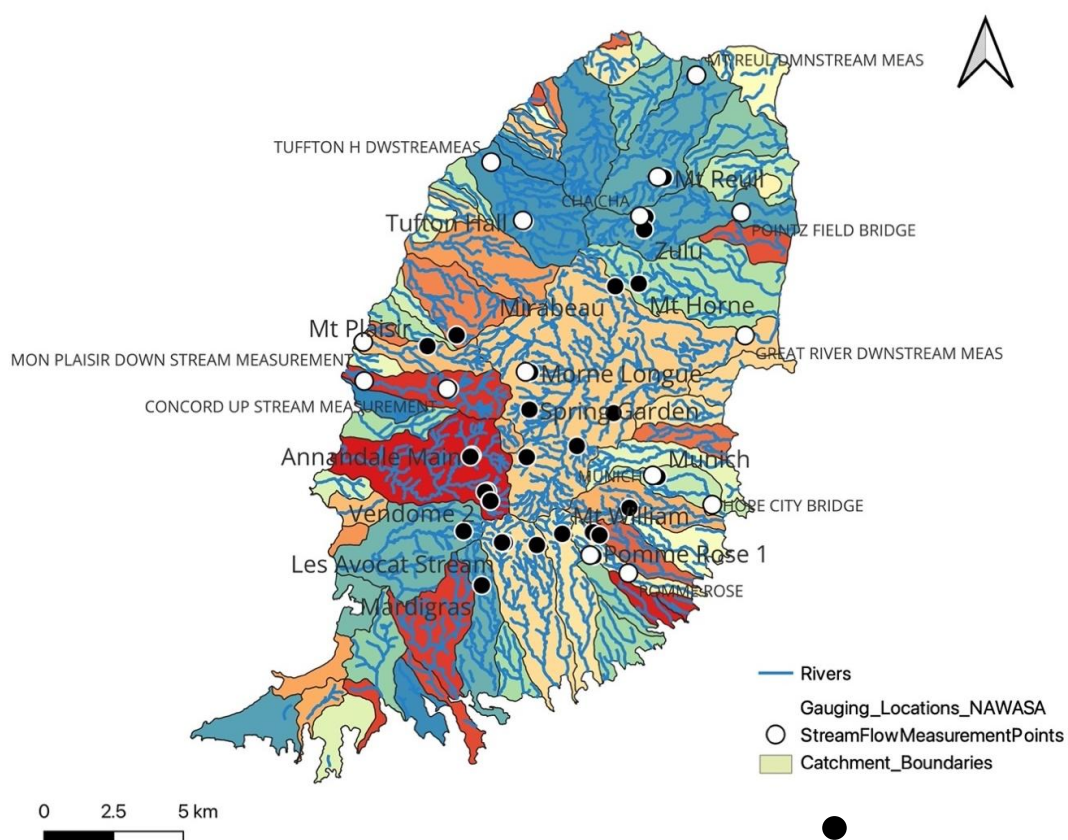 MT REUL DMNSTREAM MEAS
TUFFTON H DWSTREAMEAS
Mt Reull
CHAICHA
Tufton Hall
POINTZ FIELD BRIDGE
Zulu
Mirabeau
Mt Horne
Mt Plaisir
GREAT RIVER DWNSTREAM MEAS
MON PLAISIR DOWN STREAM MEASUREMENT
Morne Longue
CONCORD UP STREAM MEASUREMENT
Spring Garden
Annandale Main
Munich
MUNICH
HOPE CITY BRIDGE
Vendome 2
Mt William
Pomme Rose 1
Les Avocat Stream
POMME ROSE
Mardigras
Rivers
Gauging_Locations_NAWASA
StreamFlowMeasurementPoints
Catchment_Boundaries
0 2.5 5 km